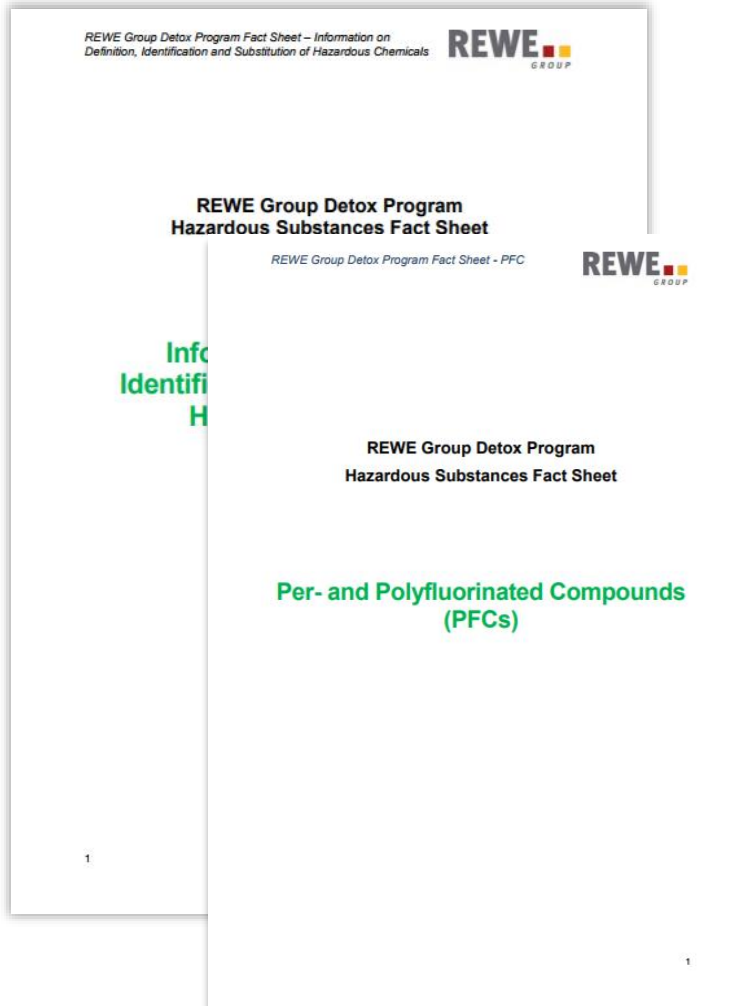 REWE Group Detox Program Fact Sheet – Information on
Definition, Identification and Substitution of Hazardous Chemicals
REWE
GROUP
REWE Group Detox Program
Hazardous Substances Fact Sheet
1
REWE Group Detox Program Fact Sheet - PFC
REWE
GROUP
REWE Group Detox Program
Hazardous Substances Fact Sheet
Per- and Polyfluorinated Compounds
(PFCs)
1